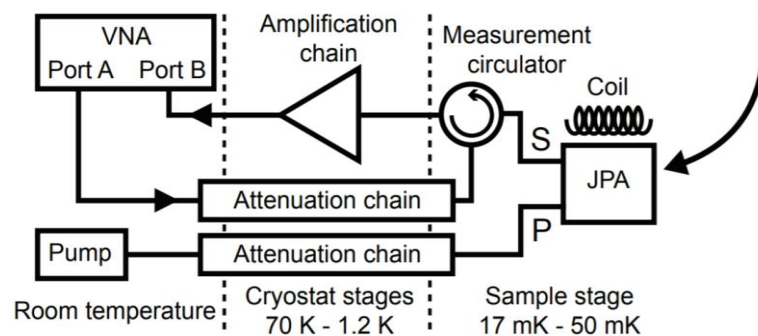 VNA
Port A Port B
Amplification
chain
Measurement
circulator
Coil
S
JPA
P
Attenuation chain
Pump
Attenuation chain
Room temperature
Cryostat stages
70 K - 1.2 K
Sample stage
17 mK - 50 mK